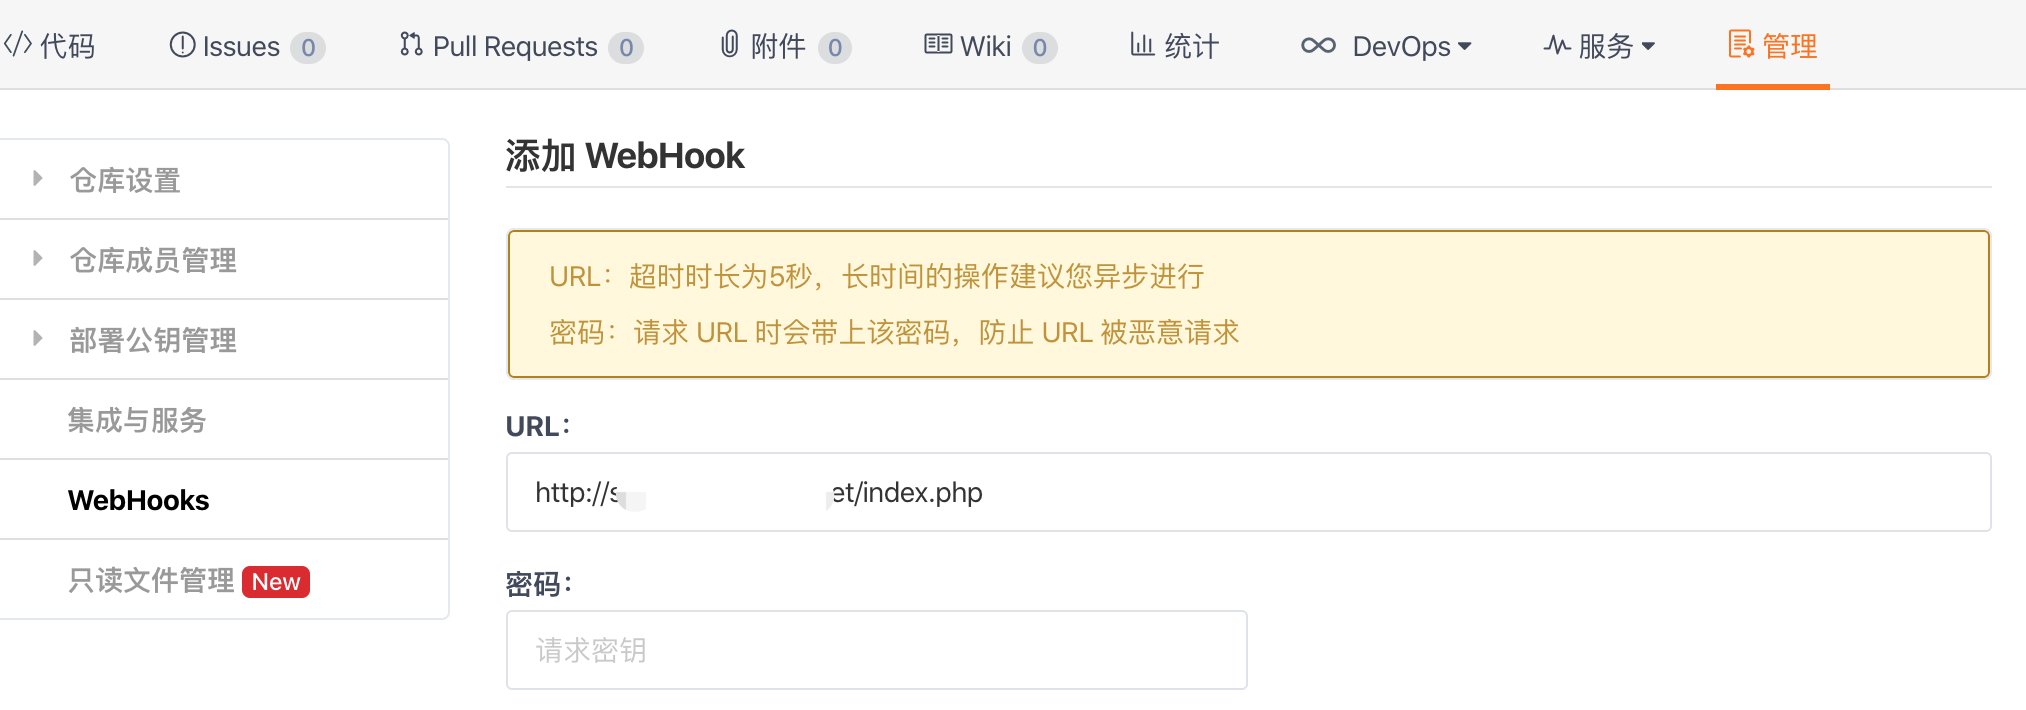 代码 Issues 0 Pull Requests 0 附件 0 Wiki 0 统计 DevOps 服务 管理
仓库设置
仓库成员管理
部署公钥管理
集成与服务
WebHooks
只读文件管理 New
添加 WebHook
URL：超时时长为5秒，长时间的操作建议您异步进行
密码：请求 URL 时会带上该密码，防止 URL 被恶意请求
URL：
http://s et/index.php
密码：
请求密钥